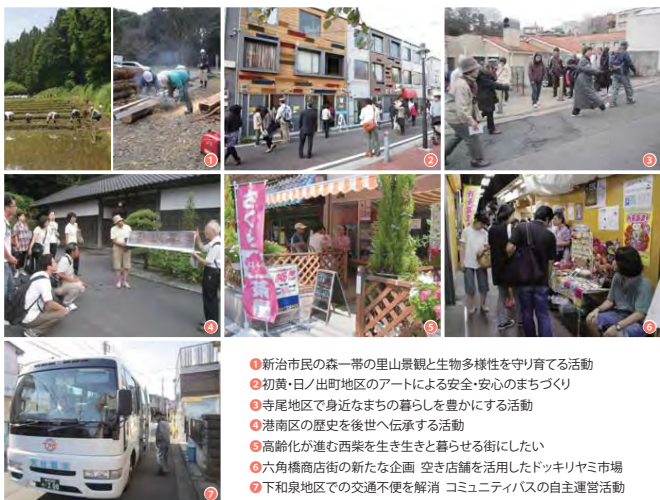 ❶
❷
❸
❹
❺
❻
❼
❶新治市民の森一帯の里山景観と生物多様性を守り育てる活動
❷初黄・日ノ出町地区のアートによる安全・安心のまちづくり
❸寺尾地区で身近なまちの暮らしを豊かにする活動
❹港南区の歴史を後世へ伝承する活動
❺高齢化が進む西柴を生き生きと暮らせる街にしたい
❻六角橋商店街の新たな企画 空き店舗を活用したドッキリヤミ市場
❼下和泉地区での交通不便を解消 コミュニティバスの自主運営活動